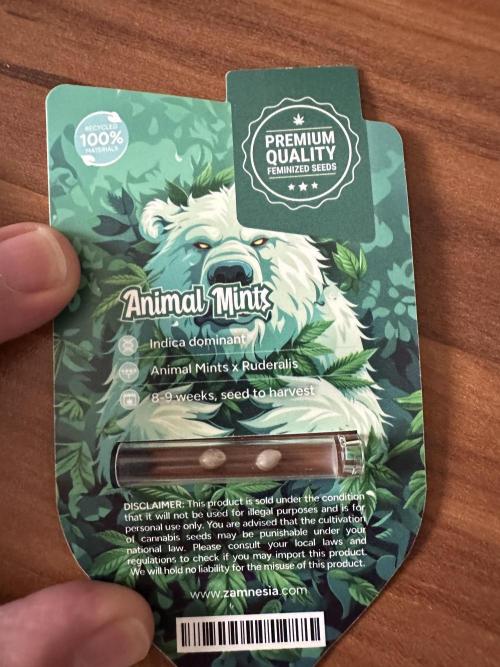 RECYCLED
100%
MATERIALS
PREMIUM
QUALITY
FEMINIZED SEEDS
Animal Mints
Indica dominant
Animal Mints x Ruderalis
8-9 weeks, seed to harvest
DISCLAIMER: This product is sold under the condition
that it will not be used for illegal purposes and is for
personal use only. You are advised that the cultivation
of cannabis seeds may be punishable under your
national law. Please consult your local laws and
regulations to check if you may import this product.
We will hold no liability for the misuse of this product.
www.zamnesia.com